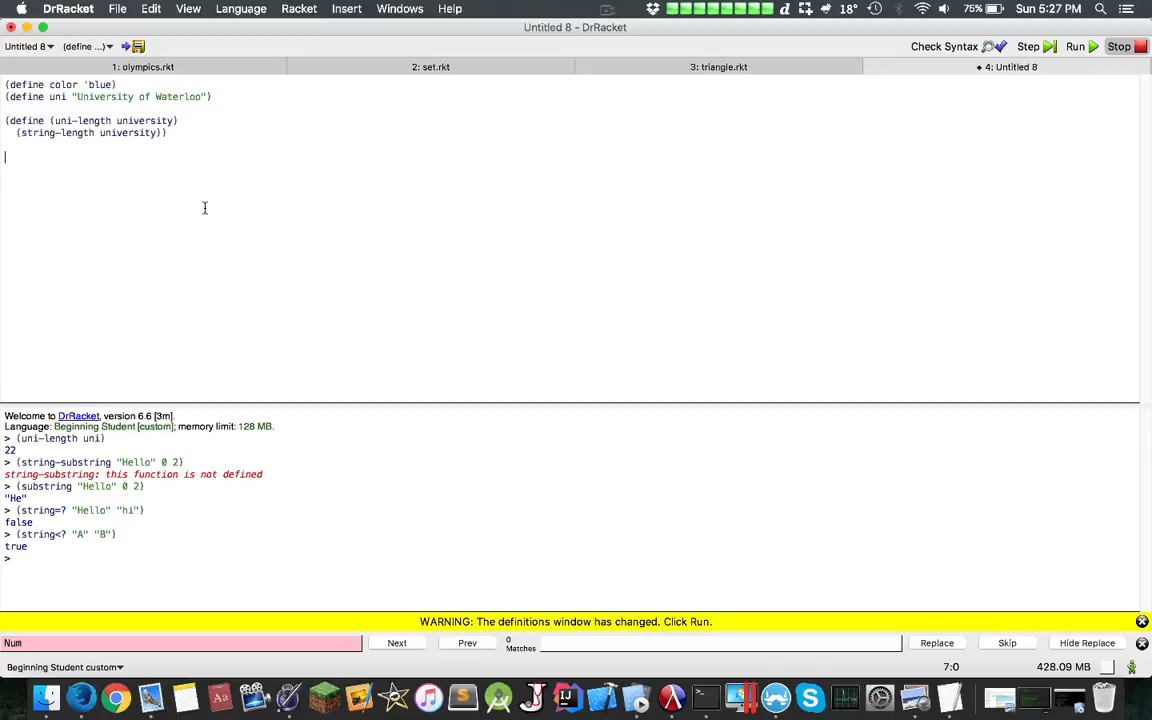 DrRacket File Edit View Language Racket Insert Windows Help d 18° 75% Sun 5:27 PM
Untitled 8 - DrRacket
Untitled 8 (define ...) Check Syntax Step Run Stop
1: olympics.rkt 2: set.rkt 3: triangle.rkt 4: Untitled 8
(define color 'blue)
(define uni "University of Waterloo")
(define (uni-length university)
(string-length university))
Welcome to DrRacket, version 6.6 [3m].
Language: Beginning Student [custom]; memory limit: 128 MB.
> (uni-length uni)
22
> (string-substring "Hello" 0 2)
string-substring: this function is not defined
> (substring "Hello" 0 2)
"He"
> (string=? "Hello" "hi")
false
> (string<? "A" "B")
true
>
WARNING: The definitions window has changed. Click Run.
Num Next Prev 0 Matches Replace Skip Hide Replace
Beginning Student custom 7:0 428.09 MB